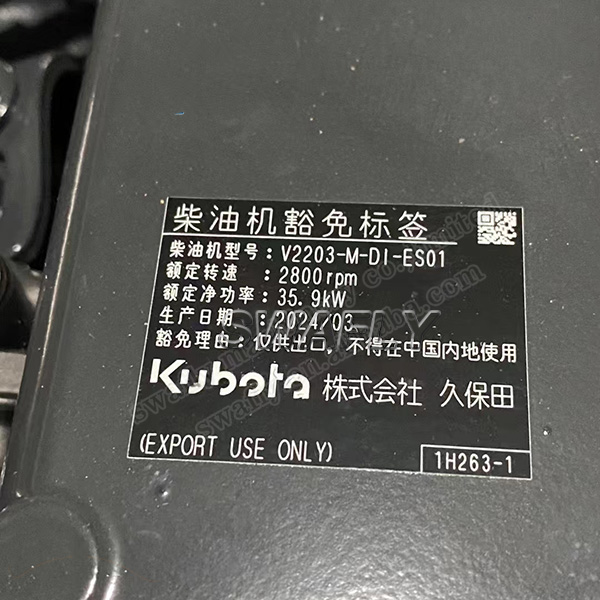 柴油机豁免标签
柴油机型号：V2203-M-DI-ES01
额定转速：2800rpm
额定净功率：35.9kW
生产日期：2024/03
豁免理由：仅供出口，不得在中国内地使用
Kubota 株式会社 久保田
(EXPORT USE ONLY)
1H263-1
SWAFLY